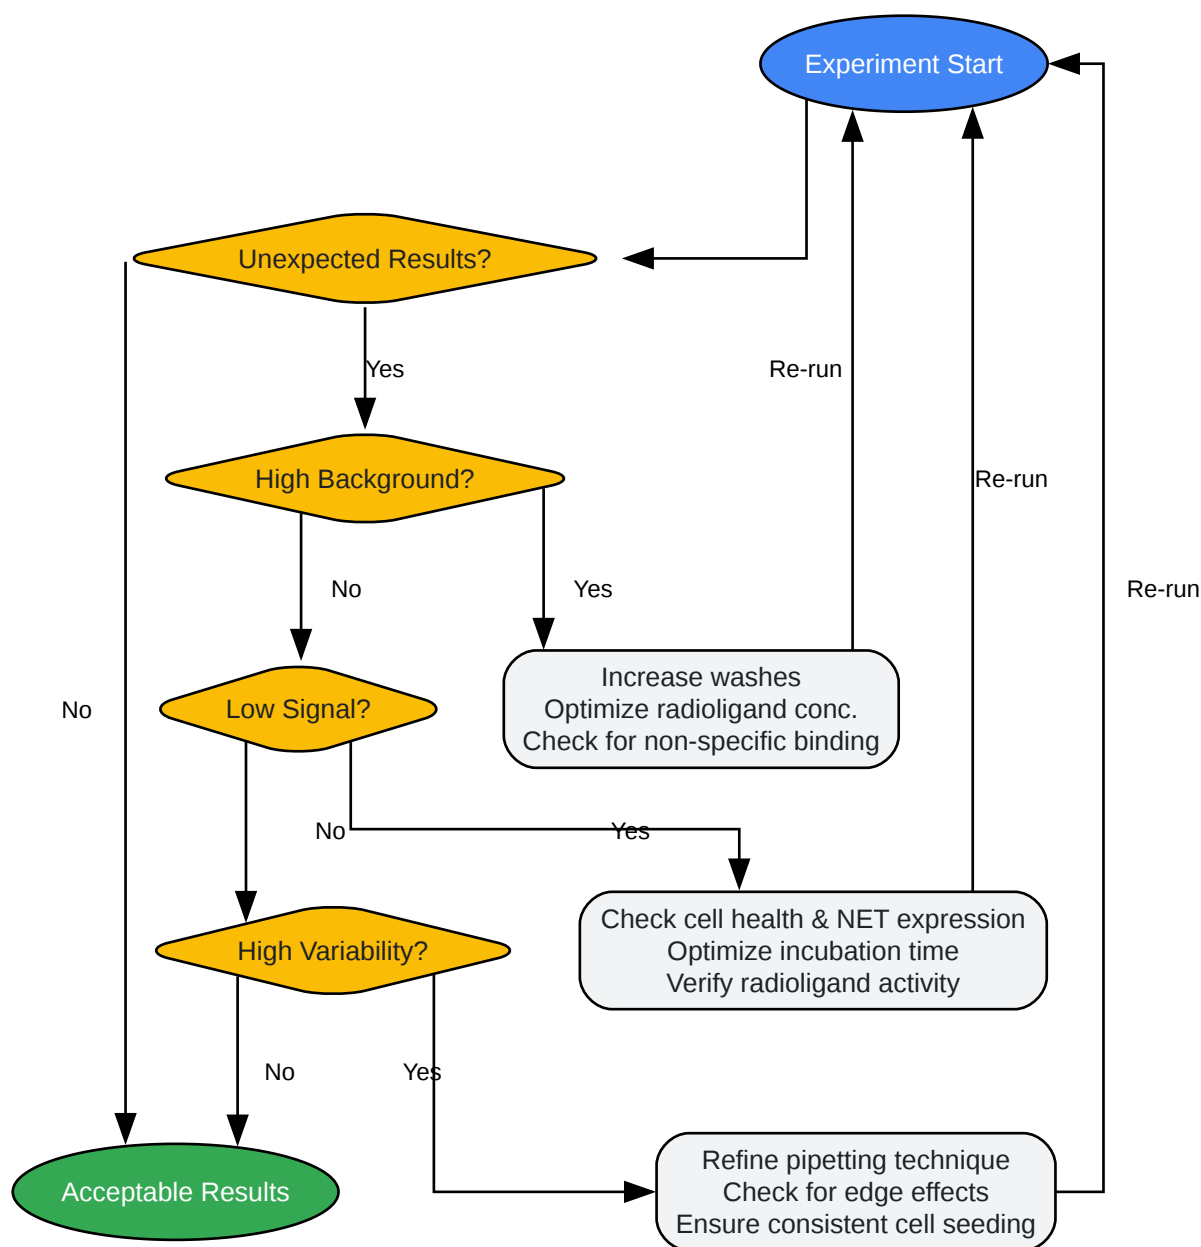 Experiment Start
Unexpected Results?
Yes
Re-run
High Background?
Re-run
No
Yes
Re-run
Increase washes
Optimize radioligand conc.
Check for non-specific binding
No
Low Signal?
No
Yes
Check cell health & NET expression
Optimize incubation time
Verify radioligand activity
High Variability?
No
Yes
Refine pipetting technique
Check for edge effects
Ensure consistent cell seeding
Acceptable Results